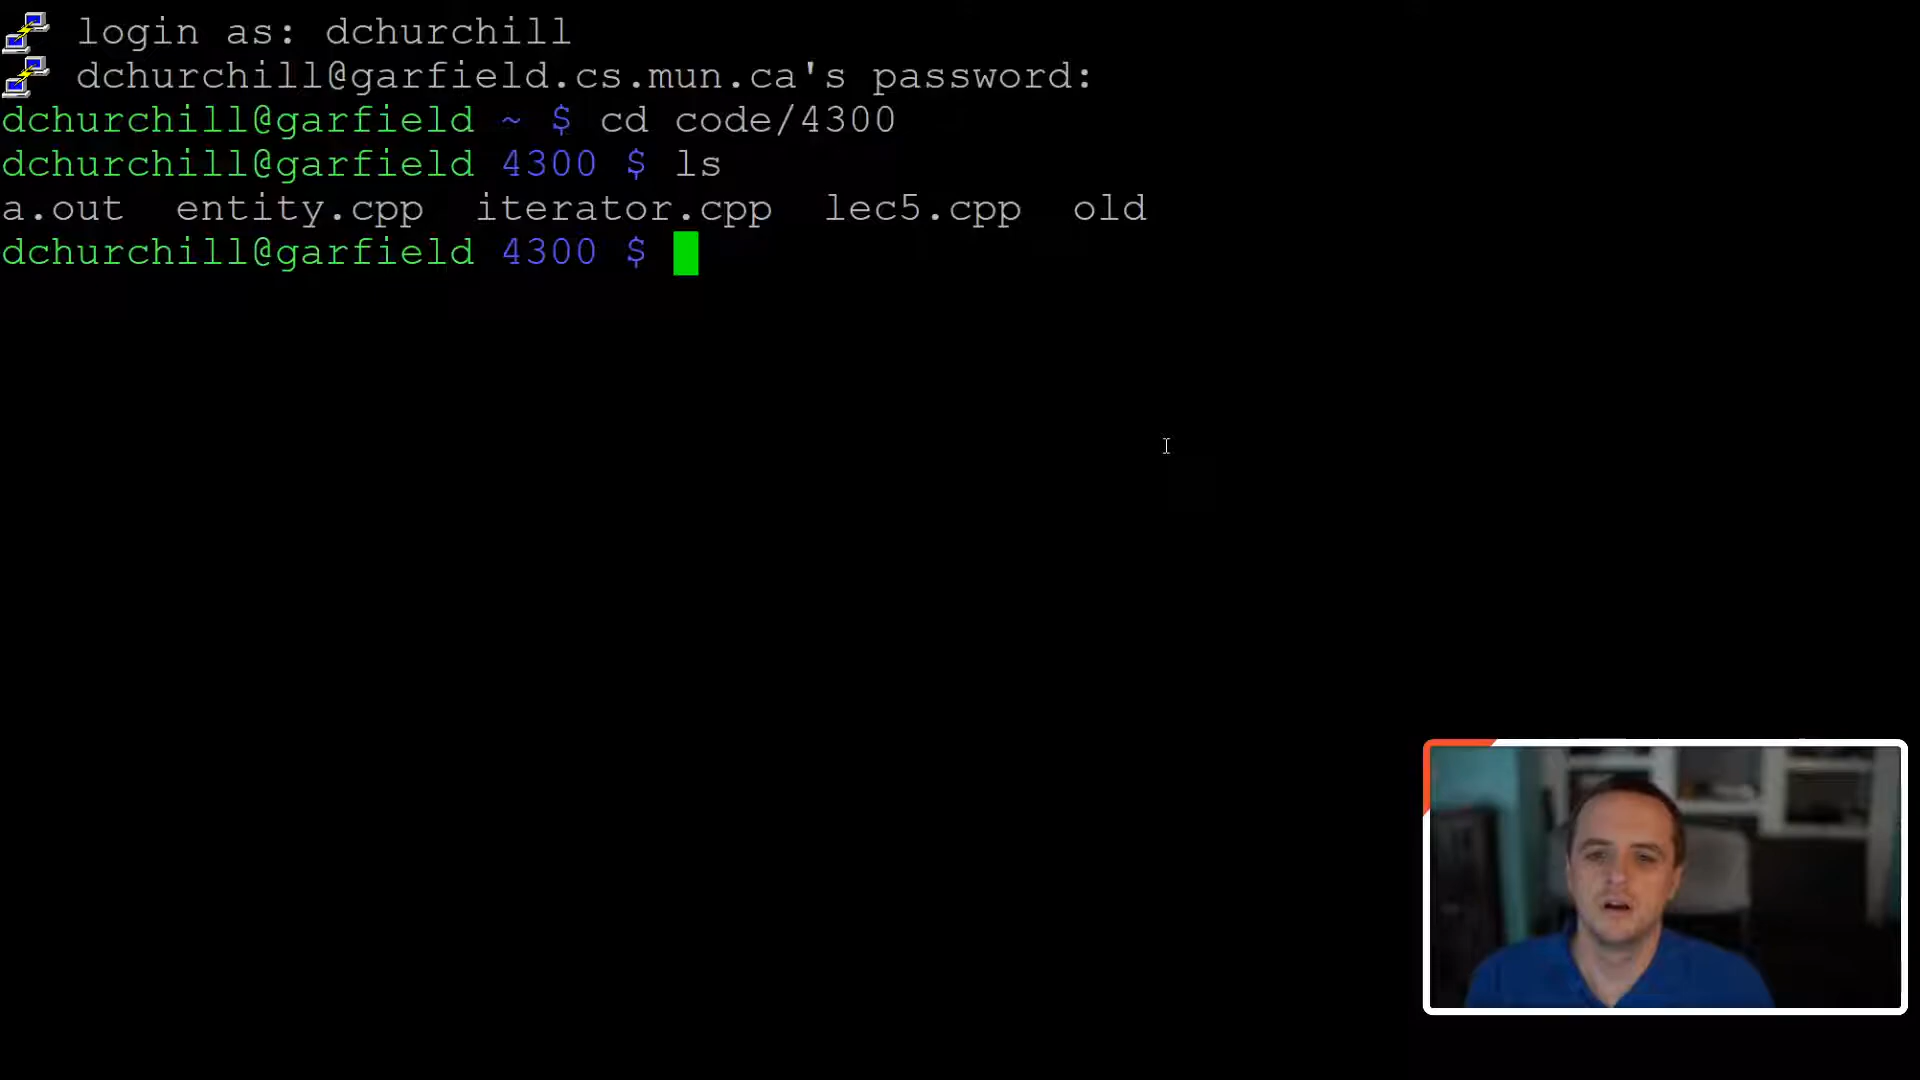 login as: dchurchill
dchurchill@garfield.cs.mun.ca's password:
dchurchill@garfield ~ $ cd code/4300
dchurchill@garfield 4300 $ ls
a.out  entity.cpp  iterator.cpp  lec5.cpp  old
dchurchill@garfield 4300 $